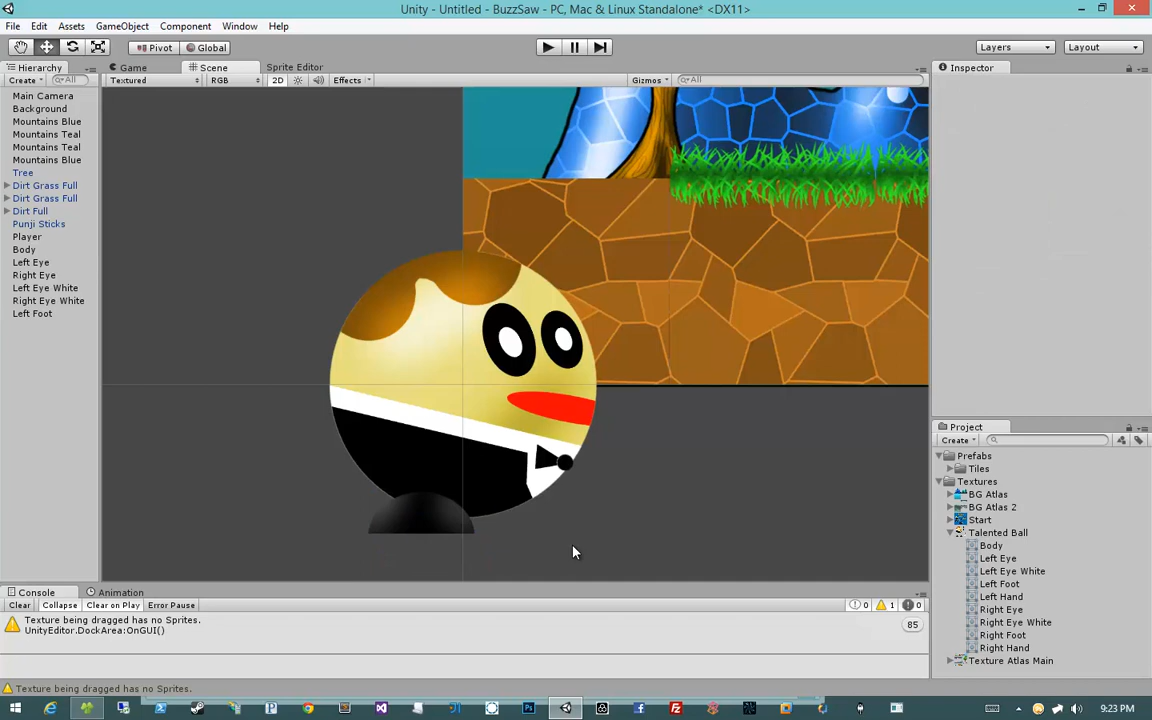 Unity - Untitled - BuzzSaw - PC, Mac & Linux Standalone* <DX11>
File Edit Assets GameObject Component Window Help
Pivot Global Layers Layout
Hierarchy Game Scene Sprite Editor Inspector
Create All Textured RGB 2D Effects Gizmos All
Main Camera
Background
Mountains Blue
Mountains Teal
Mountains Teal
Mountains Blue
Tree
Dirt Grass Full
Dirt Grass Full
Dirt Full
Punji Sticks
Player
Body
Left Eye
Right Eye
Left Eye White
Right Eye White
Left Foot
Project
Create
Prefabs
Tiles
Textures
BG Atlas
BG Atlas 2
Start
Talented Ball
Body
Left Eye
Left Eye White
Left Foot
Left Hand
Right Eye
Right Eye White
Right Foot
Right Hand
Texture Atlas Main
Console Animation
Clear Collapse Clear on Play Error Pause 0 1 0
Texture being dragged has no Sprites.
UnityEditor.DockArea:OnGUI()
85
Texture being dragged has no Sprites.
9:23 PM